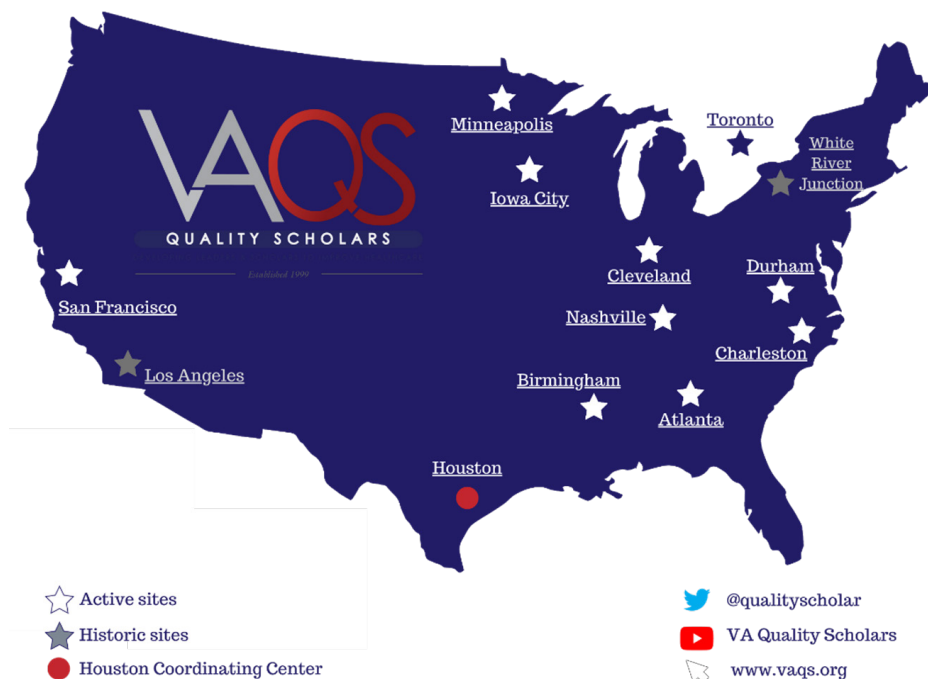 Minneapolis
Toronto
White
River
Junction
VAQS
Iowa City
QUALITY SCHOLARS
Established 1999
Cleveland
Durham
San Francisco
Nashville
Charleston
Los Angeles
Birmingham
Atlanta
Houston
Active sites
Historic sites
Houston Coordinating Center
@qualityscholar
VA Quality Scholars
www.vaqs.org